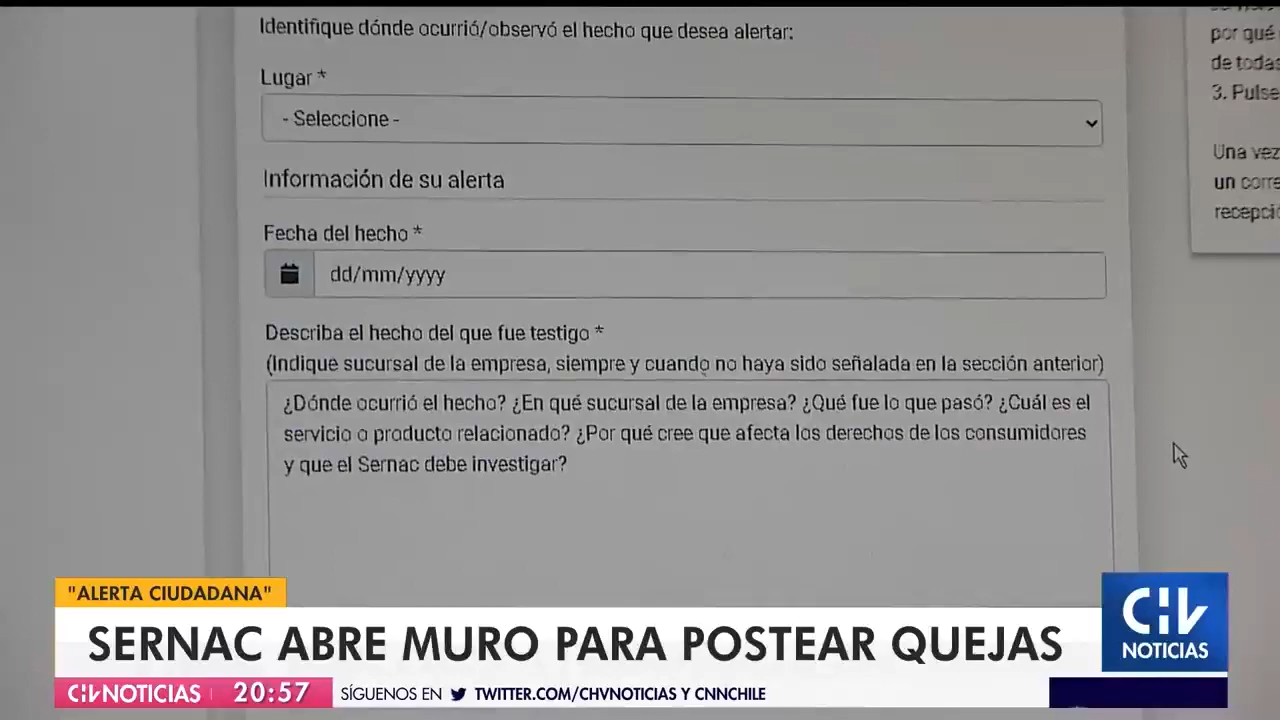 Identifique dónde ocurrió/observó el hecho que desea alertar:
Lugar *
- Seleccione -
Información de su alerta
Fecha del hecho *
dd/mm/yyyy
Describa el hecho del que fue testigo *
(Indique sucursal de la empresa, siempre y cuando no haya sido señalada en la sección anterior)
¿Dónde ocurrió el hecho? ¿En qué sucursal de la empresa? ¿Qué fue lo que pasó? ¿Cuál es el
servicio o producto relacionado? ¿Por qué cree que afecta los derechos de los consumidores
y que el Sernac debe investigar?
por qué
de todas
3. Pulse
Una vez
un corre
recepció
"ALERTA CIUDADANA"
SERNAC ABRE MURO PARA POSTEAR QUEJAS
CHV NOTICIAS
CHVNOTICIAS 20:57 SÍGUENOS EN TWITTER.COM/CHVNOTICIAS Y CNNCHILE